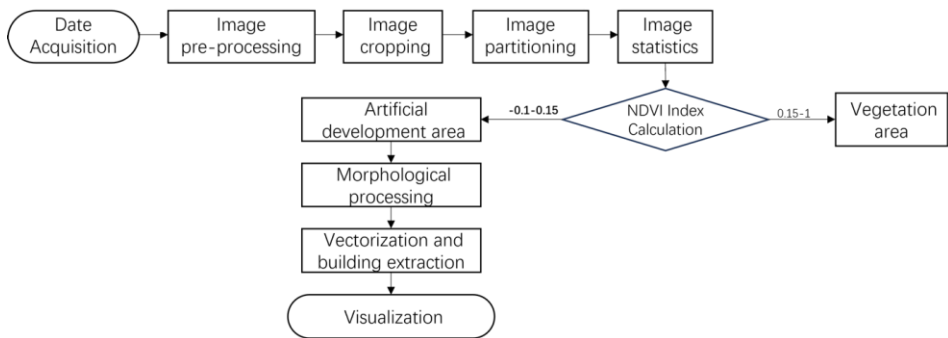 Date
Acquisition
Image
pre-processing
Image
cropping
Image
partitioning
Image
statistics
Artificial
development area
-0.1-0.15
NDVI Index
Calculation
0.15-1
Vegetation
area
Morphological
processing
Vectorization and
building extraction
Visualization